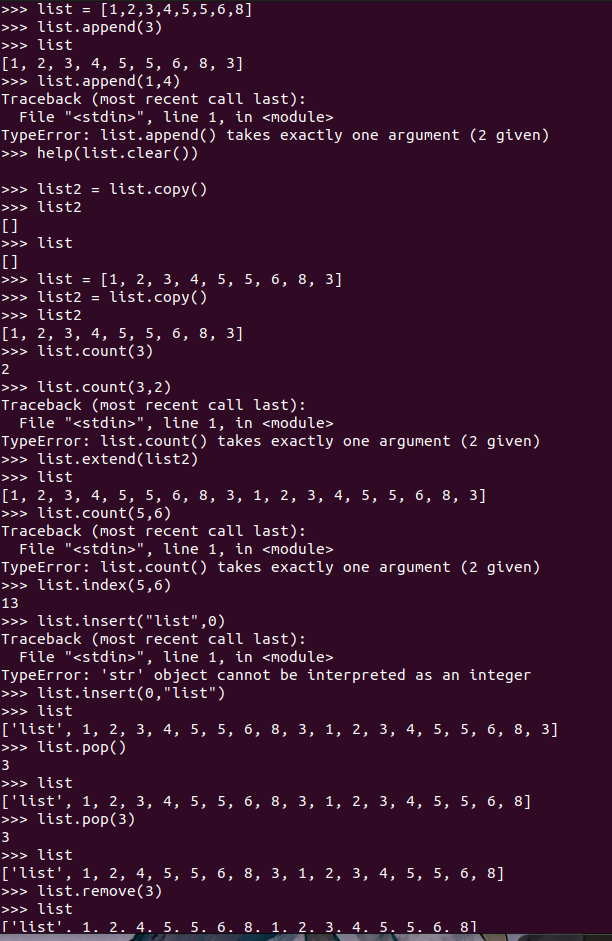 >>> list = [1,2,3,4,5,5,6,8]
>>> list.append(3)
>>> list
[1, 2, 3, 4, 5, 5, 6, 8, 3]
>>> list.append(1,4)
Traceback (most recent call last):
  File "<stdin>", line 1, in <module>
TypeError: list.append() takes exactly one argument (2 given)
>>> help(list.clear())

>>> list2 = list.copy()
>>> list2
[]
>>> list
[]
>>> list = [1, 2, 3, 4, 5, 5, 6, 8, 3]
>>> list2 = list.copy()
>>> list2
[1, 2, 3, 4, 5, 5, 6, 8, 3]
>>> list.count(3)
2
>>> list.count(3,2)
Traceback (most recent call last):
  File "<stdin>", line 1, in <module>
TypeError: list.count() takes exactly one argument (2 given)
>>> list.extend(list2)
>>> list
[1, 2, 3, 4, 5, 5, 6, 8, 3, 1, 2, 3, 4, 5, 5, 6, 8, 3]
>>> list.count(5,6)
Traceback (most recent call last):
  File "<stdin>", line 1, in <module>
TypeError: list.count() takes exactly one argument (2 given)
>>> list.index(5,6)
13
>>> list.insert("list",0)
Traceback (most recent call last):
  File "<stdin>", line 1, in <module>
TypeError: 'str' object cannot be interpreted as an integer
>>> list.insert(0,"list")
>>> list
['list', 1, 2, 3, 4, 5, 5, 6, 8, 3, 1, 2, 3, 4, 5, 5, 6, 8, 3]
>>> list.pop()
3
>>> list
['list', 1, 2, 3, 4, 5, 5, 6, 8, 3, 1, 2, 3, 4, 5, 5, 6, 8]
>>> list.pop(3)
3
>>> list
['list', 1, 2, 4, 5, 5, 6, 8, 3, 1, 2, 3, 4, 5, 5, 6, 8]
>>> list.remove(3)
>>> list
['list', 1, 2, 4, 5, 5, 6, 8, 1, 2, 3, 4, 5, 5, 6, 8]